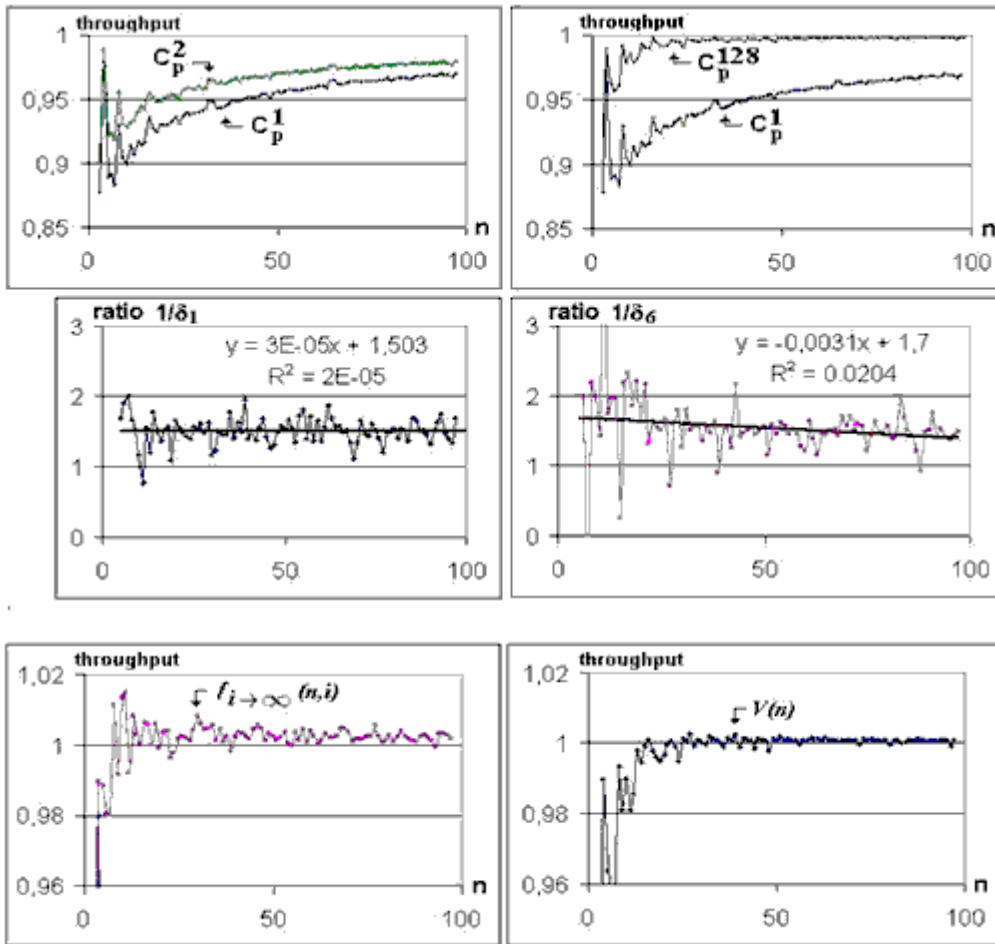 throughput
1
0,95
0,9
0,85
C_p^2
C_p^1
n
0 50 100
throughput
1
0,95
0,9
0,85
C_p^128
C_p^1
n
0 50 100
ratio 1/δ1
3
2
1
0
y = 3E-05x + 1,503
R² = 2E-05
0 50 100
ratio 1/δ6
3
2
1
0
y = -0,0031x + 1,7
R² = 0.0204
0 50 100
throughput
1,02
1
0,98
0,96
f i→∞ (n,i)
n
0 50 100
throughput
1,02
1
0,98
0,96
V(n)
n
0 50 100